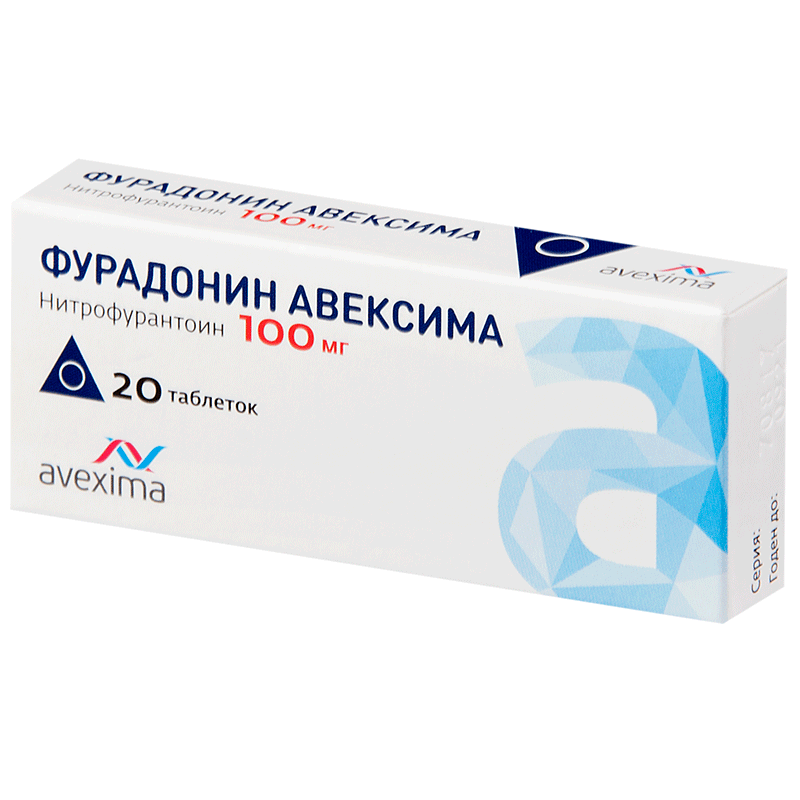 ФУРАДОНИН АВЕКСИМА
Нитрофурантоин 100 мг
avexima
ФУРАДОНИН АВЕКСИМА
Нитрофурантоин 100 мг
20 таблеток
avexima
Серия:
Годен до: